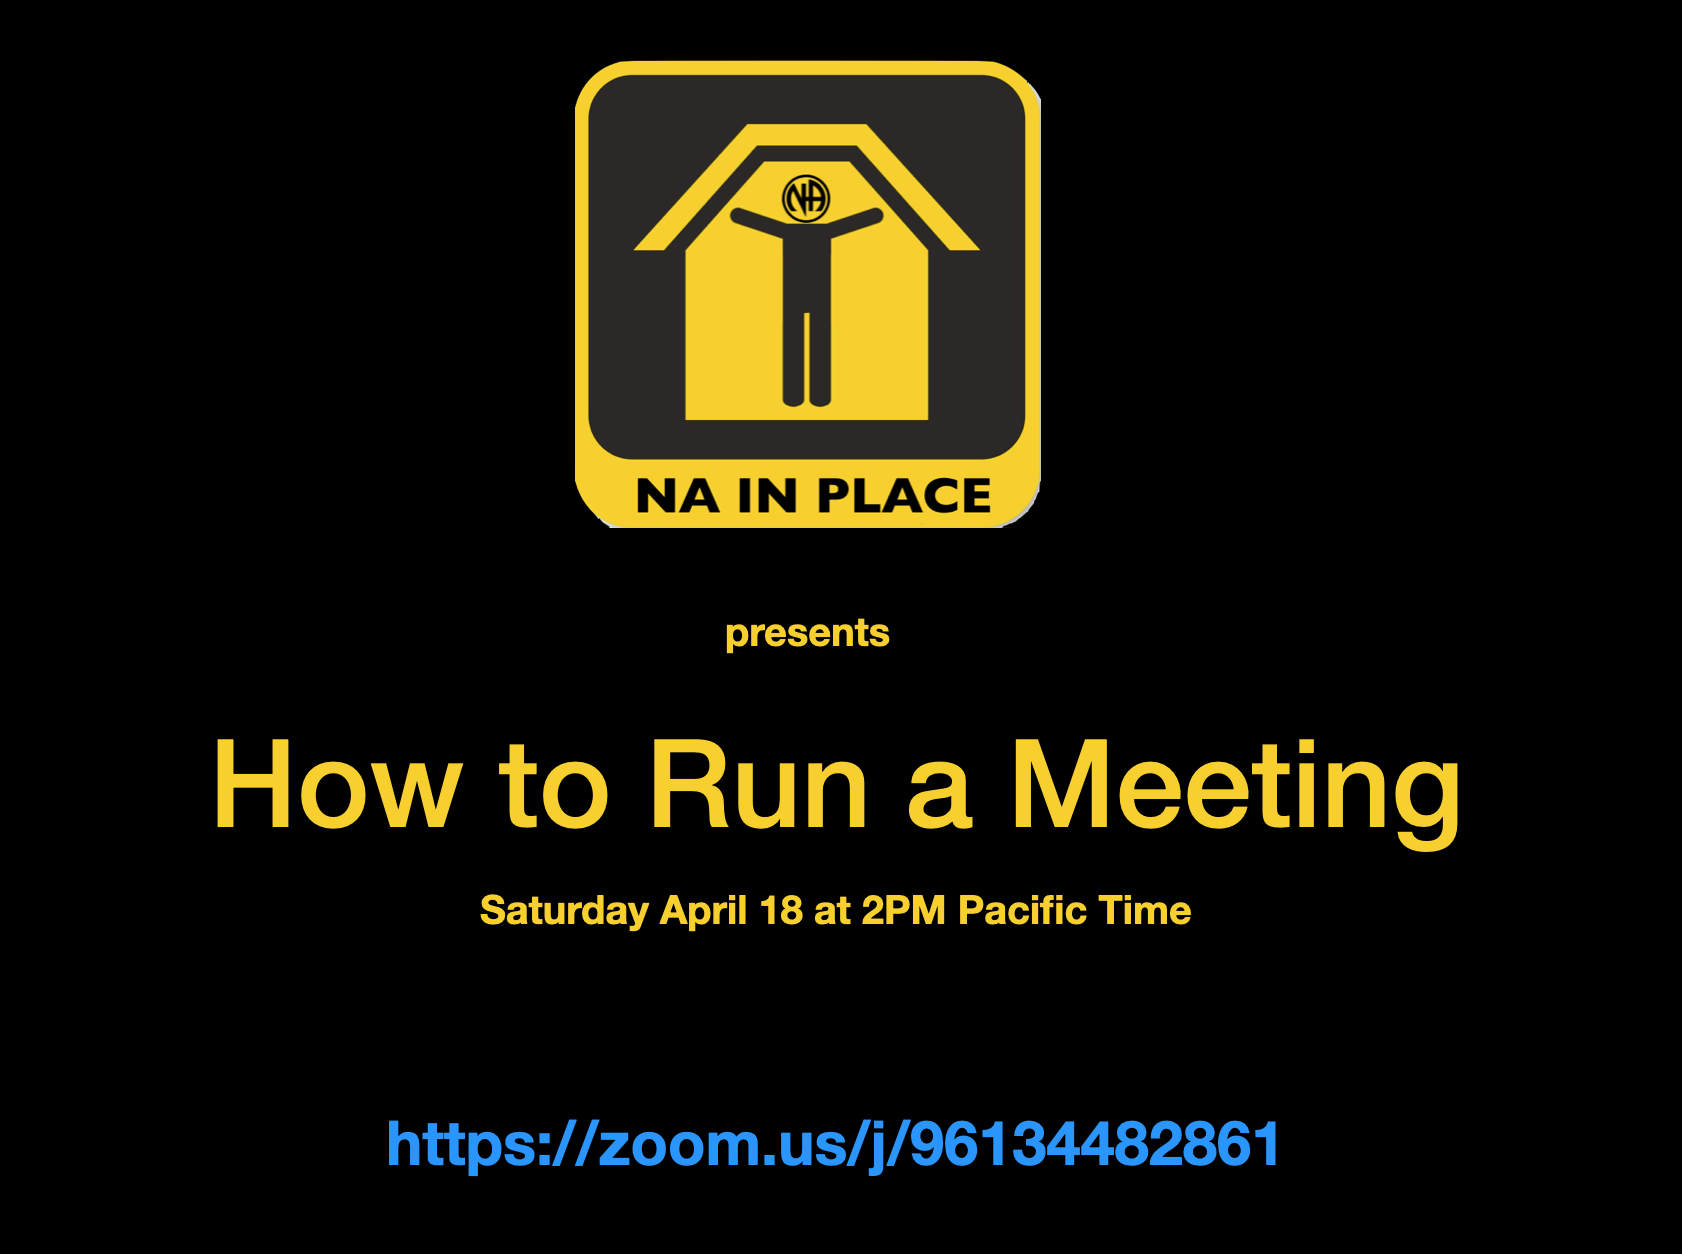 NA
NA IN PLACE
presents
How to Run a Meeting
Saturday April 18 at 2PM Pacific Time
https://zoom.us/j/96134482861